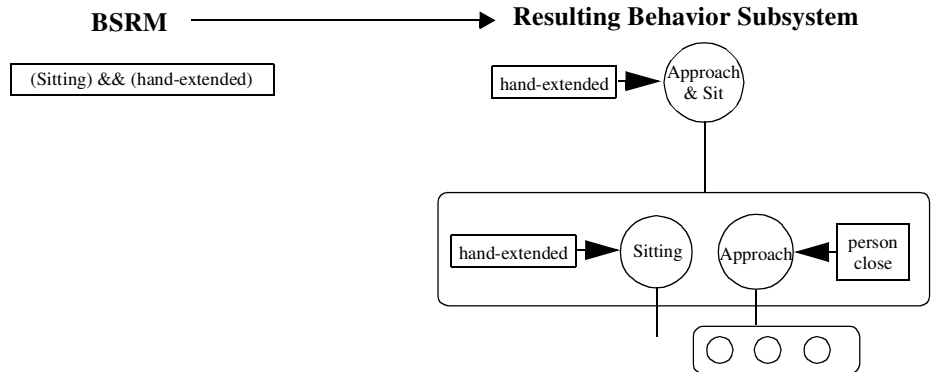 BSRM
Resulting Behavior Subsystem
(Sitting) && (hand-extended)
hand-extended
Approach
& Sit
hand-extended
Sitting
Approach
person
close